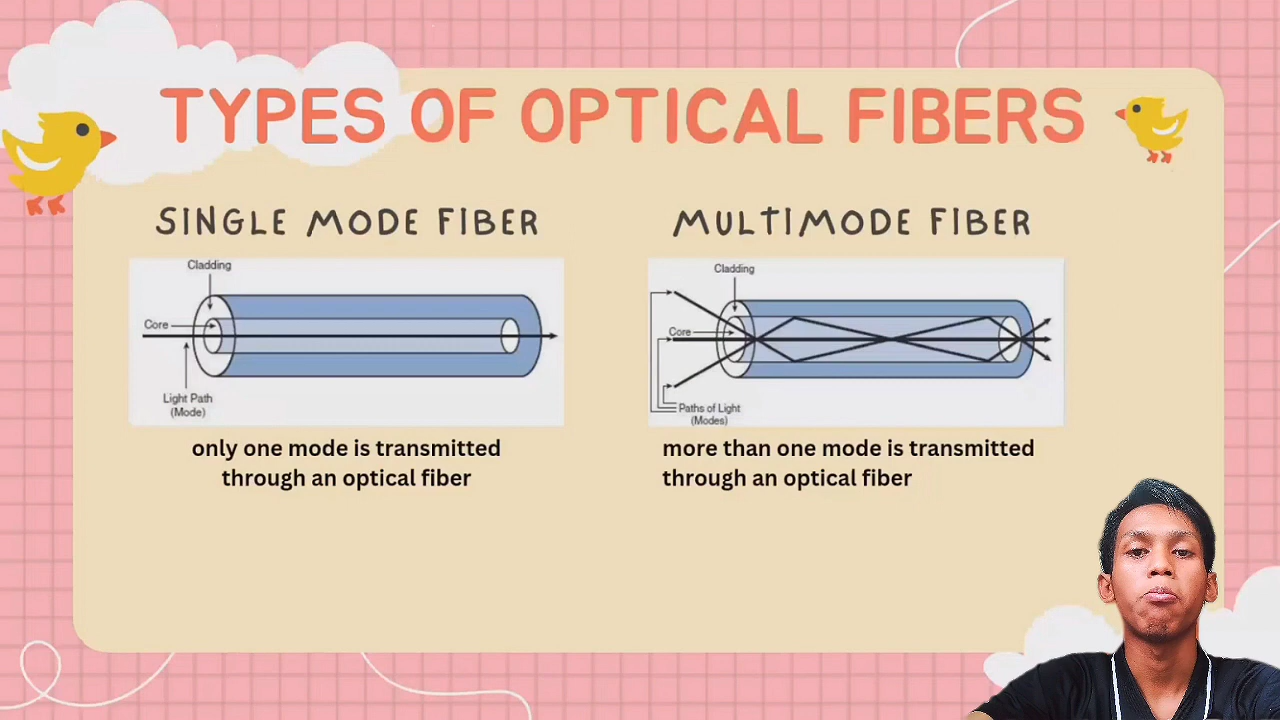 TYPES OF OPTICAL FIBERS
SINGLE MODE FIBER
Cladding
Core
Light Path
(Mode)
only one mode is transmitted
through an optical fiber
MULTIMODE FIBER
Cladding
Core
Paths of Light
(Modes)
more than one mode is transmitted
through an optical fiber